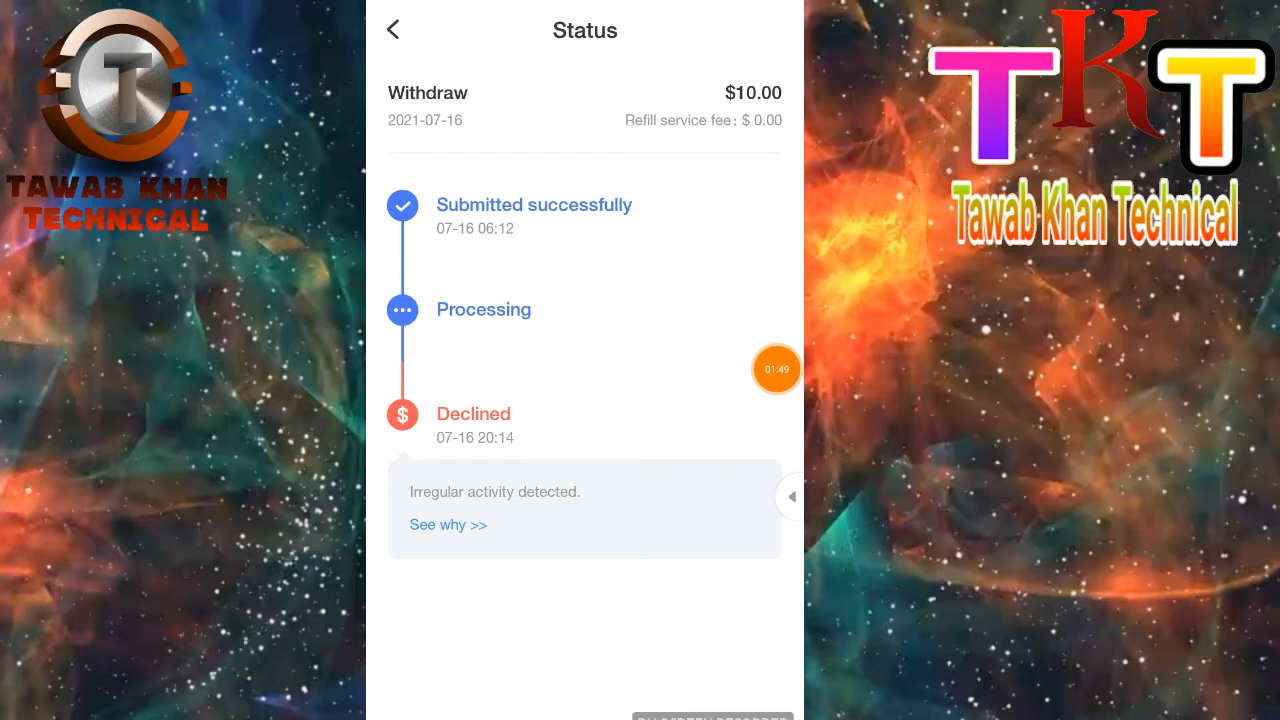 T
TAWAB KHAN
TECHNICAL
Status
Withdraw
$10.00
2021-07-16
Refill service fee: $ 0.00
Submitted successfully
07-16 06:12
Processing
01:49
$
Declined
07-16 20:14
Irregular activity detected.
See why >>
TKT
Tawab Khan Technical